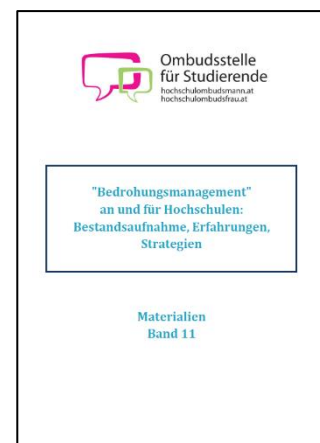 Ombudsstelle
für Studierende
hochschulombudsmann.at
hochschulombudsfrau.at
"Bedrohungsmanagement"
an und für Hochschulen:
Bestandsaufnahme, Erfahrungen,
Strategien
Materialien
Band 11